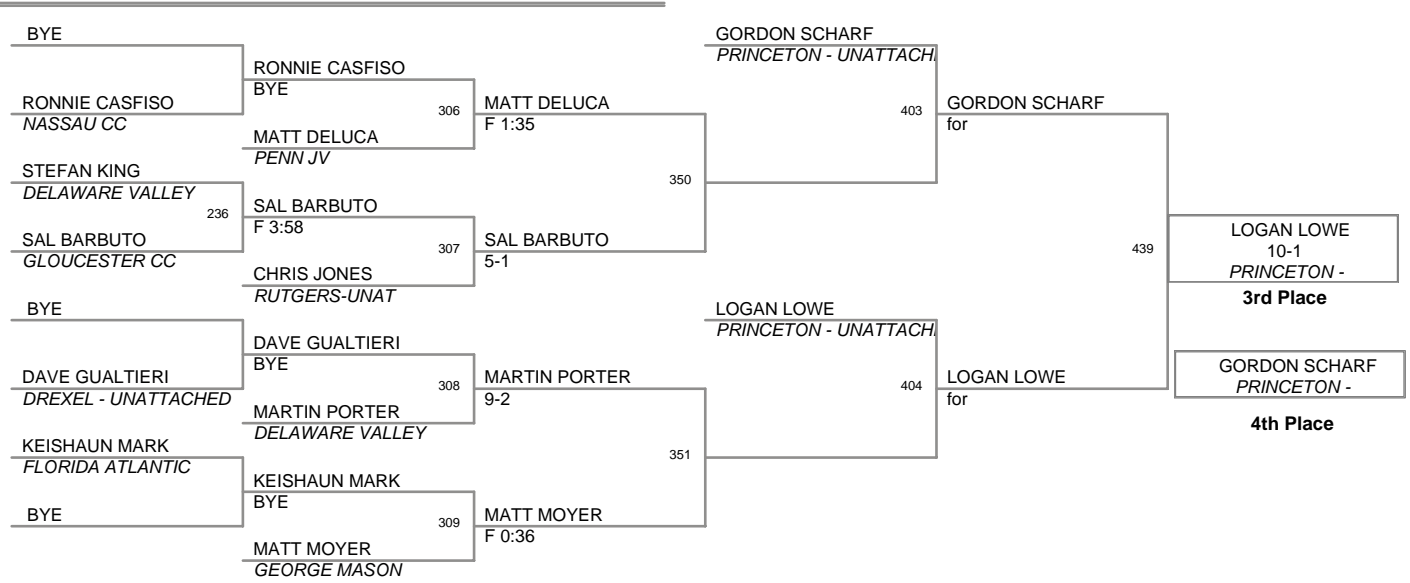 BYE
RONNIE CASFISO
NASSAU CC
STEFAN KING
DELAWARE VALLEY
236
SAL BARBUTO
GLOUCESTER CC
BYE
DAVE GUALTIERI
DREXEL - UNATTACHED
KEISHAUN MARK
FLORIDA ATLANTIC
BYE
RONNIE CASFISO
BYE
306
MATT DELUCA
PENN JV
SAL BARBUTO
F 3:58
307
CHRIS JONES
RUTGERS-UNAT
DAVE GUALTIERI
BYE
308
MARTIN PORTER
DELAWARE VALLEY
KEISHAUN MARK
BYE
309
MATT MOYER
GEORGE MASON
MATT DELUCA
F 1:35
350
SAL BARBUTO
5-1
MARTIN PORTER
9-2
351
MATT MOYER
F 0:36
GORDON SCHARF
PRINCETON - UNATTACH
403
LOGAN LOWE
PRINCETON - UNATTACH
404
GORDON SCHARF
for
439
LOGAN LOWE
for
LOGAN LOWE
10-1
PRINCETON -
3rd Place
GORDON SCHARF
PRINCETON -
4th Place